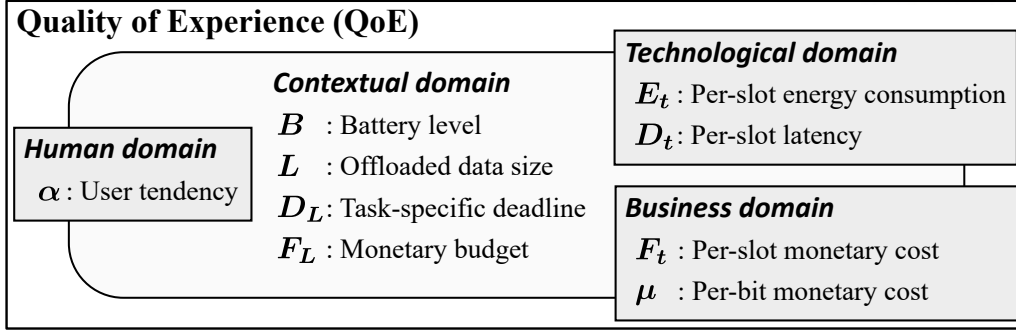 Quality of Experience (QoE)
Human domain
α : User tendency
Contextual domain
B : Battery level
L : Offloaded data size
D_L : Task-specific deadline
F_L : Monetary budget
Technological domain
E_t : Per-slot energy consumption
D_t : Per-slot latency
Business domain
F_t : Per-slot monetary cost
μ : Per-bit monetary cost